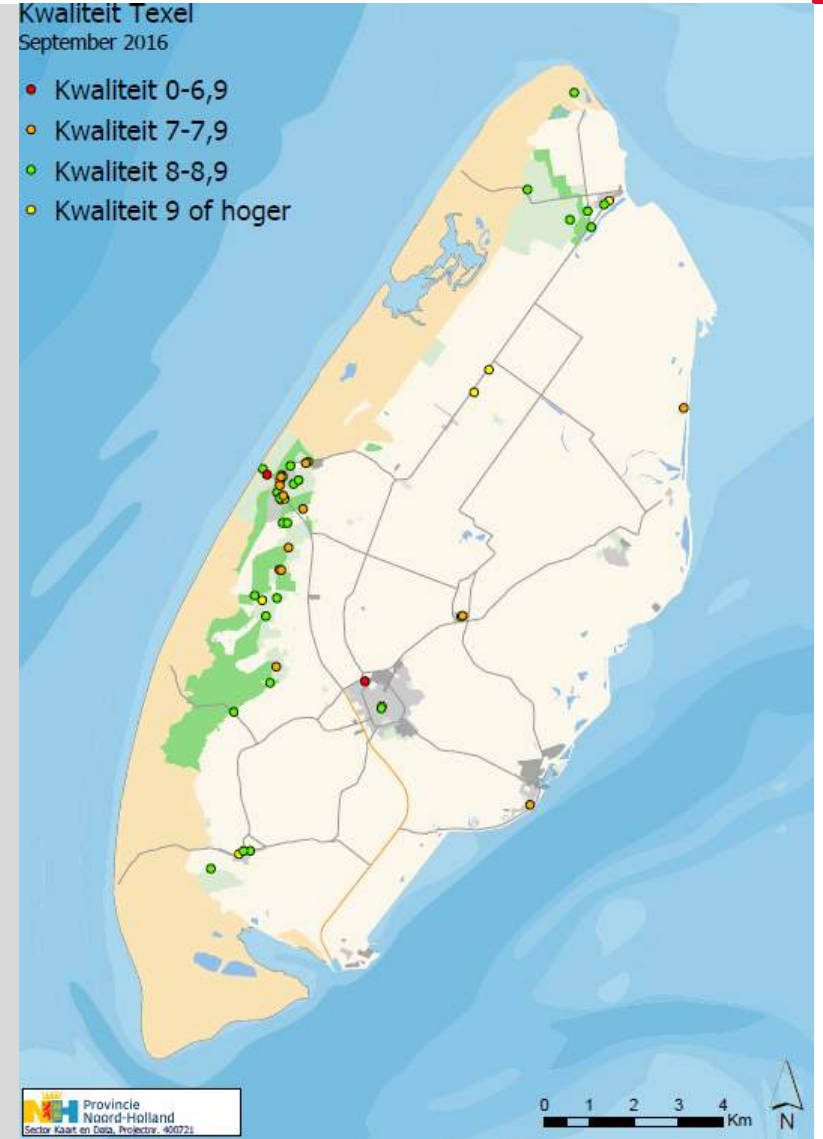 Kwaliteit Texel
September 2016
Kwaliteit 0-6,9
Kwaliteit 7-7,9
Kwaliteit 8-8,9
Kwaliteit 9 of hoger
Provincie
Noord-Holland
Sector Kaart en Data, Projectnr. 400721
0 1 2 3 4
Km
N